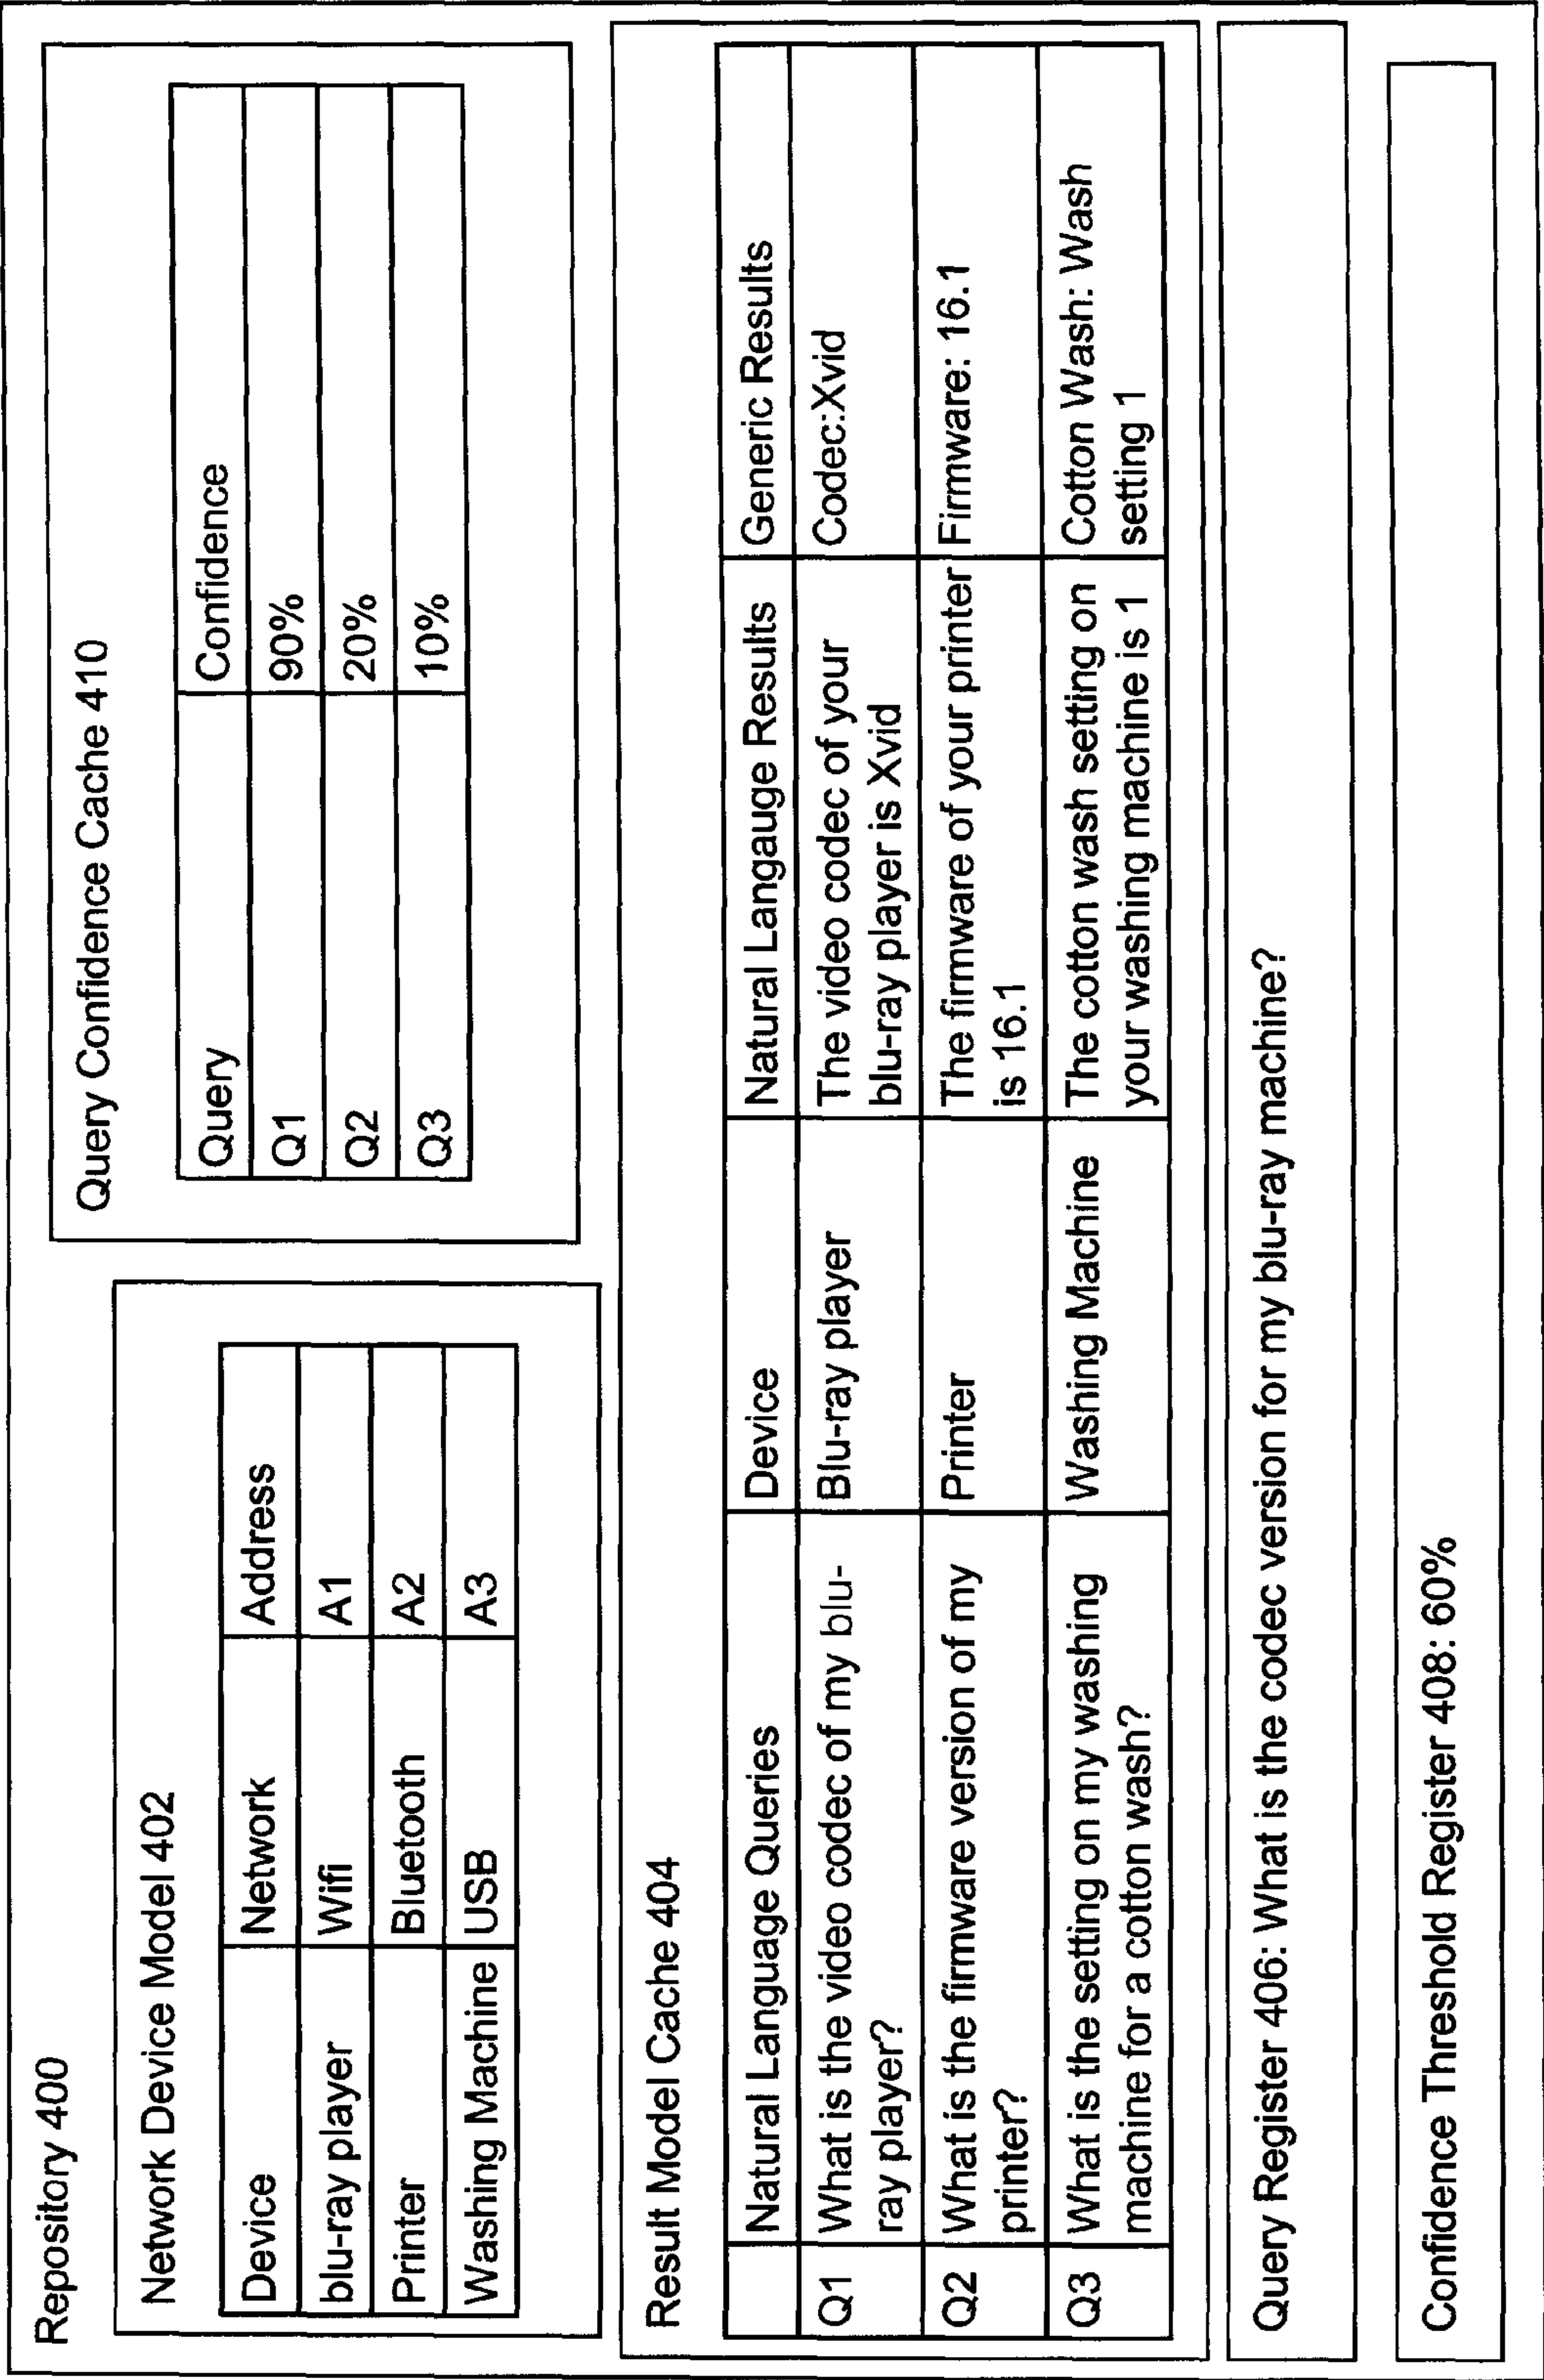 Repository 400
Network Device Model 402
Device Network Address
blu-ray player Wifi A1
Printer Bluetooth A2
Washing Machine USB A3
Query Confidence Cache 410
Query Confidence
Q1 90%
Q2 20%
Q3 10%
Result Model Cache 404
Natural Language Queries Device Natural Langauge Results Generic Results
Q1 What is the video codec of my blu- Blu-ray player The video codec of your Codec:Xvid
ray player? blu-ray player is Xvid
Q2 What is the firmware version of my Printer The firmware of your printer Firmware: 16.1
printer? is 16.1
Q3 What is the setting on my washing Washing Machine The cotton wash setting on Cotton Wash: Wash
machine for a cotton wash? your washing machine is 1 setting 1
Query Register 406: What is the codec version for my blu-ray machine?
Confidence Threshold Register 408: 60%